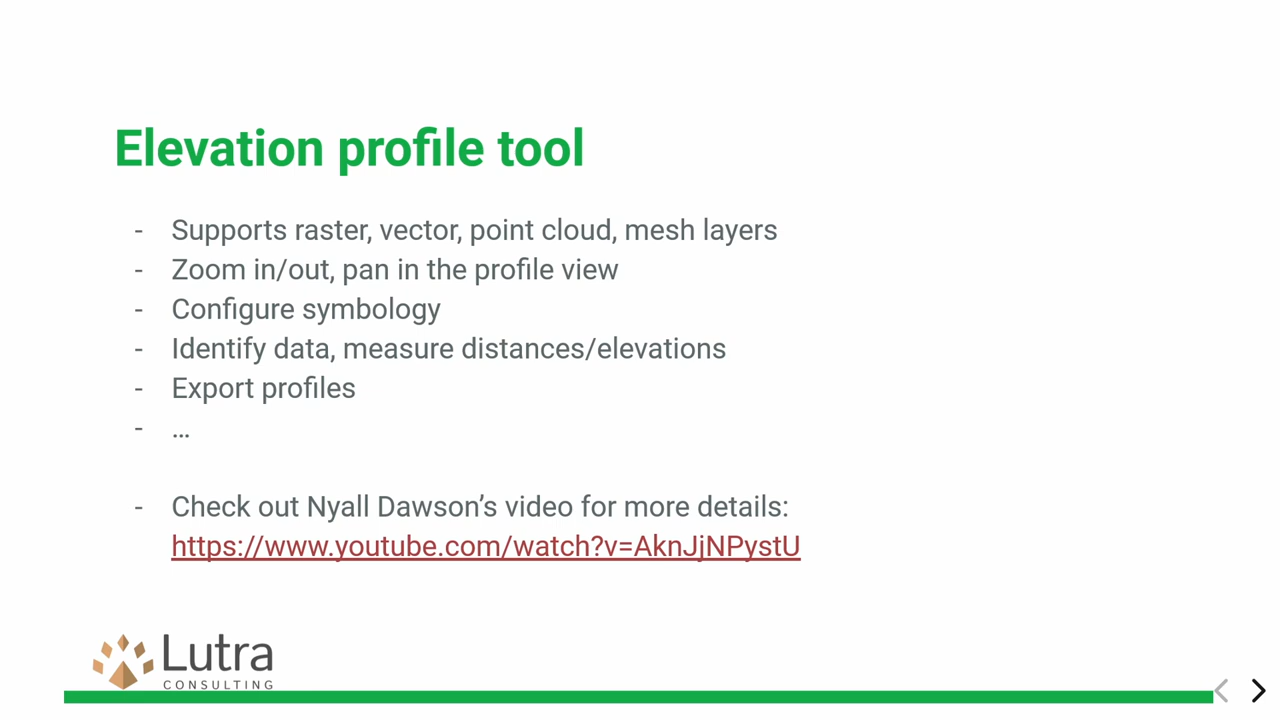 Elevation profile tool
- Supports raster, vector, point cloud, mesh layers
- Zoom in/out, pan in the profile view
- Configure symbology
- Identify data, measure distances/elevations
- Export profiles
- …
- Check out Nyall Dawson’s video for more details:
https://www.youtube.com/watch?v=AknJjNPystU
Lutra
CONSULTING